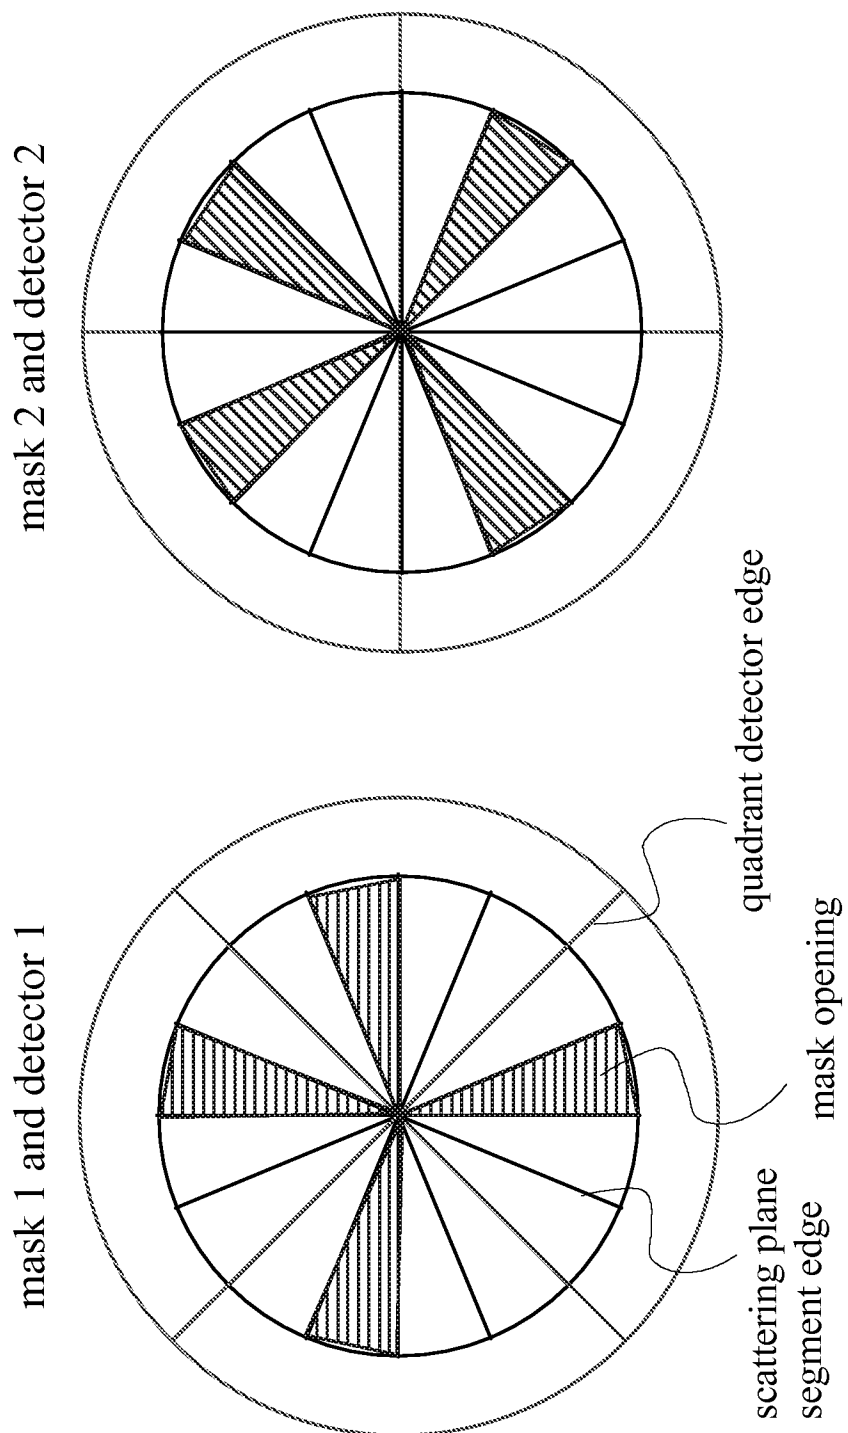 mask 1 and detector 1
mask 2 and detector 2
scattering plane
segment edge
mask opening
quadrant detector edge